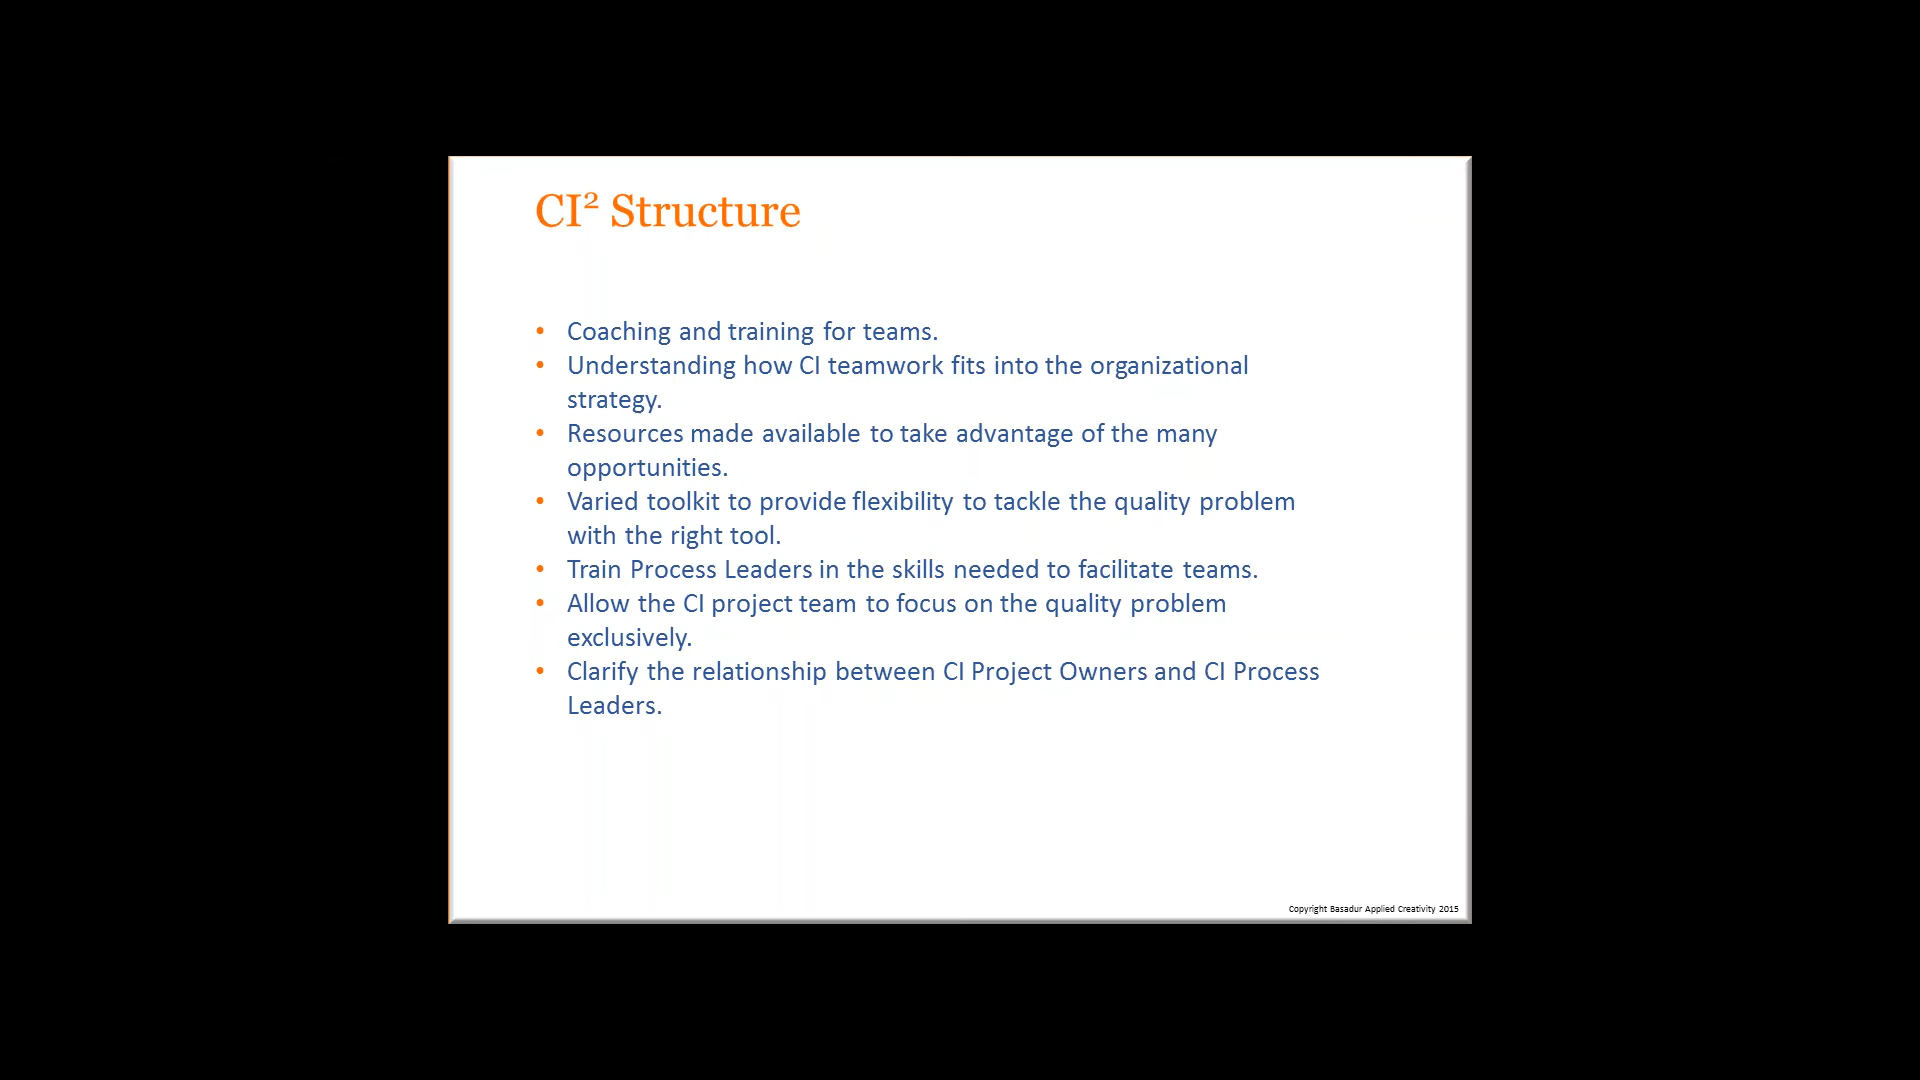 CI² Structure
• Coaching and training for teams.
• Understanding how CI teamwork fits into the organizational
strategy.
• Resources made available to take advantage of the many
opportunities.
• Varied toolkit to provide flexibility to tackle the quality problem
with the right tool.
• Train Process Leaders in the skills needed to facilitate teams.
• Allow the CI project team to focus on the quality problem
exclusively.
• Clarify the relationship between CI Project Owners and CI Process
Leaders.
Copyright Basadur Applied Creativity 2015